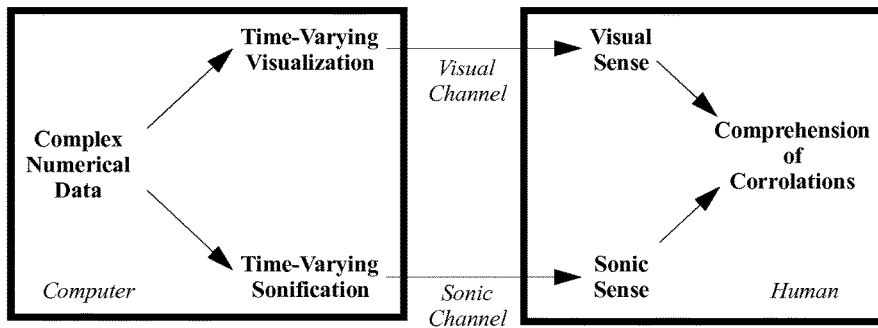 Time-Varying
Visualization
Visual
Channel
Visual
Sense
Complex
Numerical
Data
Comprehension
of
Corrolations
Time-Varying
Sonification
Sonic
Channel
Sonic
Sense
Computer
Human